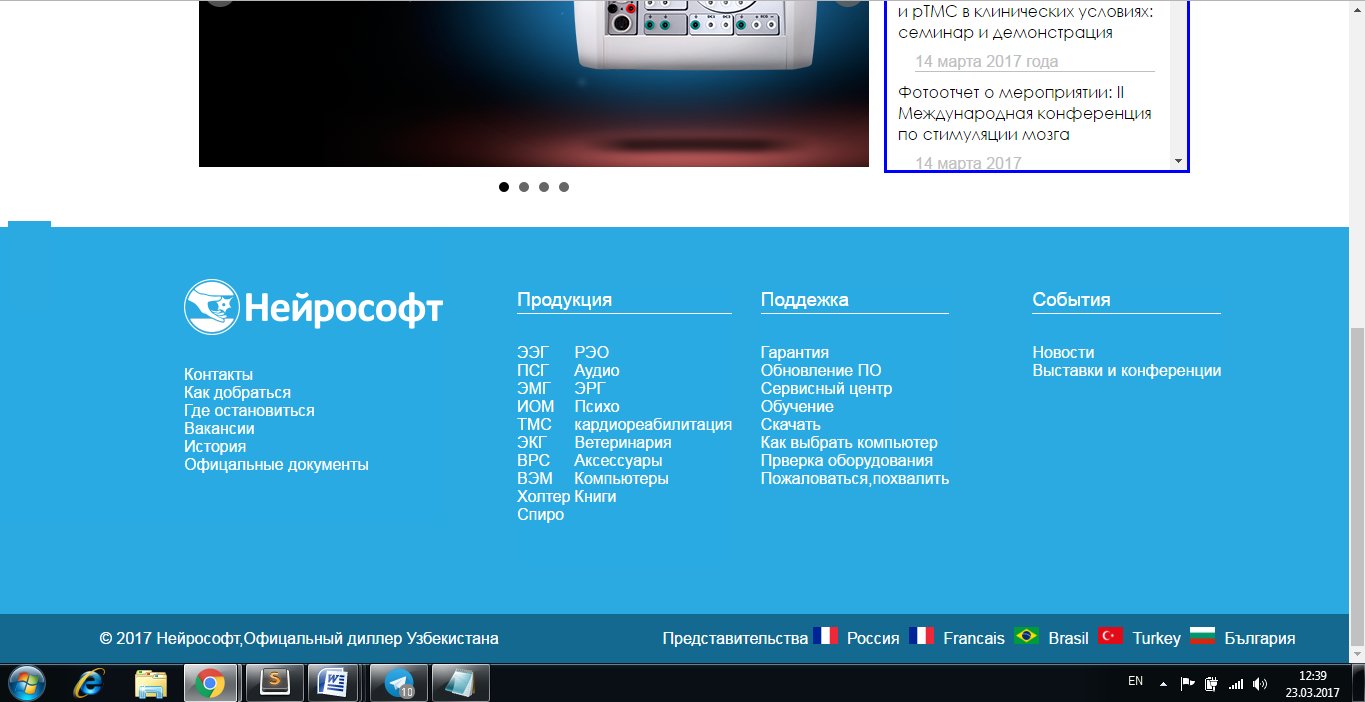 и рТМС в клинических условиях:
семинар и демонстрация
14 марта 2017 года
Фотоотчет о мероприятии: II
Международная конференция
по стимуляции мозга
14 марта 2017
Нейрософт
Контакты
Как добраться
Где остановиться
Вакансии
История
Офицальные документы
Продукция
ЭЭГ РЭО
ПСГ Аудио
ЭМГ ЭРГ
ИОМ Психо
ТМС кардиореабилитация
ЭКГ Ветеринария
ВРС Аксессуары
ВЭМ Компьютеры
Холтер Книги
Спиро
Поддежка
Гарантия
Обновление ПО
Сервисный центр
Обучение
Скачать
Как выбрать компьютер
Прверка оборудования
Пожаловаться,похвалить
События
Новости
Выставки и конференции
© 2017 Нейрософт,Офицальный диллер Узбекистана
Представительства Россия Francais Brasil Turkey България
10
EN
12:39
23.03.2017